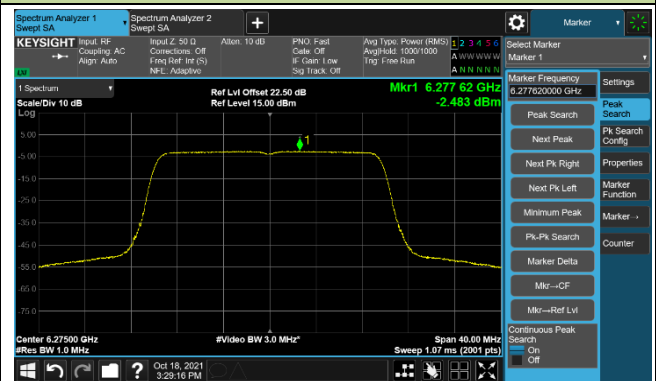 Spectrum Analyzer 1
Swept SA
Spectrum Analyzer 2
Swept SA
+
Marker
KEYSIGHT
Input: RF
Coupling: AC
Align: Auto
Input Z: 50 Ω
Corrections: Off
Freq Ref: Int (S)
NFE: Adaptive
Atten: 10 dB
PNO: Fast
Gate: Off
IF Gain: Low
Sig Track: Off
Avg Type: Power (RMS)
Avg|Hold: 1000/1000
Trig: Free Run
1 2 3 4 5 6
A W W W W W
A N N N N N
LXI
Select Marker
Marker 1
1 Spectrum
Scale/Div 10 dB
Log
Ref Lvl Offset 22.50 dB
Ref Level 15.00 dBm
Mkr1 6.277 62 GHz
-2.483 dBm
5.00
-5.00
-15.0
-25.0
-35.0
-45.0
-55.0
-65.0
-75.0
1
Center 6.27500 GHz
#Res BW 1.0 MHz
#Video BW 3.0 MHz*
Span 40.00 MHz
Sweep 1.07 ms (2001 pts)
Marker Frequency
6.277620000 GHz
Peak Search
Next Peak
Next Pk Right
Next Pk Left
Minimum Peak
Pk-Pk Search
Marker Delta
Mkr→CF
Mkr→Ref Lvl
Continuous Peak
Search
On
Off
Settings
Peak
Search
Pk Search
Config
Properties
Marker
Function
Marker→
Counter
?
Oct 18, 2021
3:29:16 PM